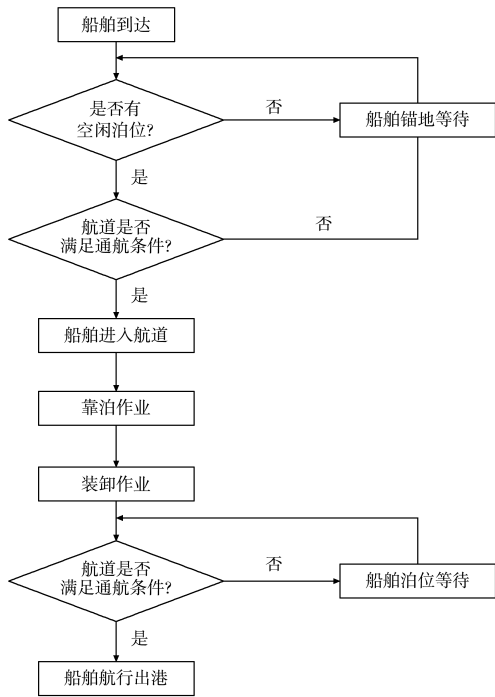 船舶到达
是否有
空闲泊位?
否
船舶锚地等待
是
航道是否
满足通航条件?
否
是
船舶进入航道
靠泊作业
装卸作业
航道是否
满足通航条件?
否
船舶泊位等待
是
船舶航行出港